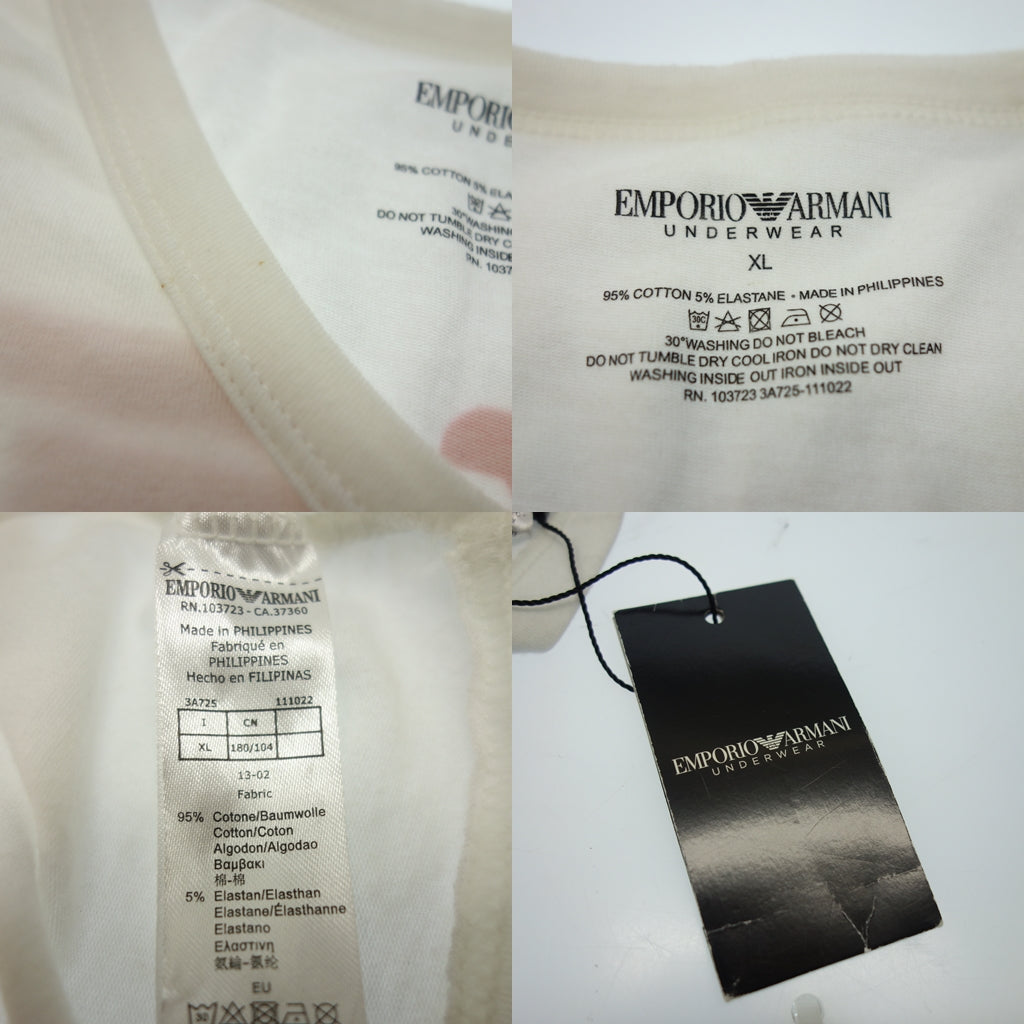 EMPORIO
UNDE
95% COTTON 5% ELA
30°WASHING
DO NOT TUMBLE DRY C
WASHING INSIDE
RN. 1037
EMPORIO ARMANI
UNDERWEAR
XL
95% COTTON 5% ELASTANE • MADE IN PHILIPPINES
30C
30°WASHING DO NOT BLEACH
DO NOT TUMBLE DRY COOL IRON DO NOT DRY CLEAN
WASHING INSIDE OUT IRON INSIDE OUT
RN. 103723 3A725-111022
EMPORIO ARMANI
RN.103723 - CA.37360
Made in PHILIPPINES
Fabriqué en
PHILIPPINES
Hecho en FILIPINAS
3A725 111022
I CN
XL 180/104
13-02
Fabric
95% Cotone/Baumwolle
Cotton/Coton
Algodon/Algodao
Βαμβακι
棉-棉
5% Elastan/Elasthan
Elastane/Élasthanne
Elastano
Ελαστινη
氨綸-氨纶
EU
30
EMPORIO ARMANI
UNDERWEAR